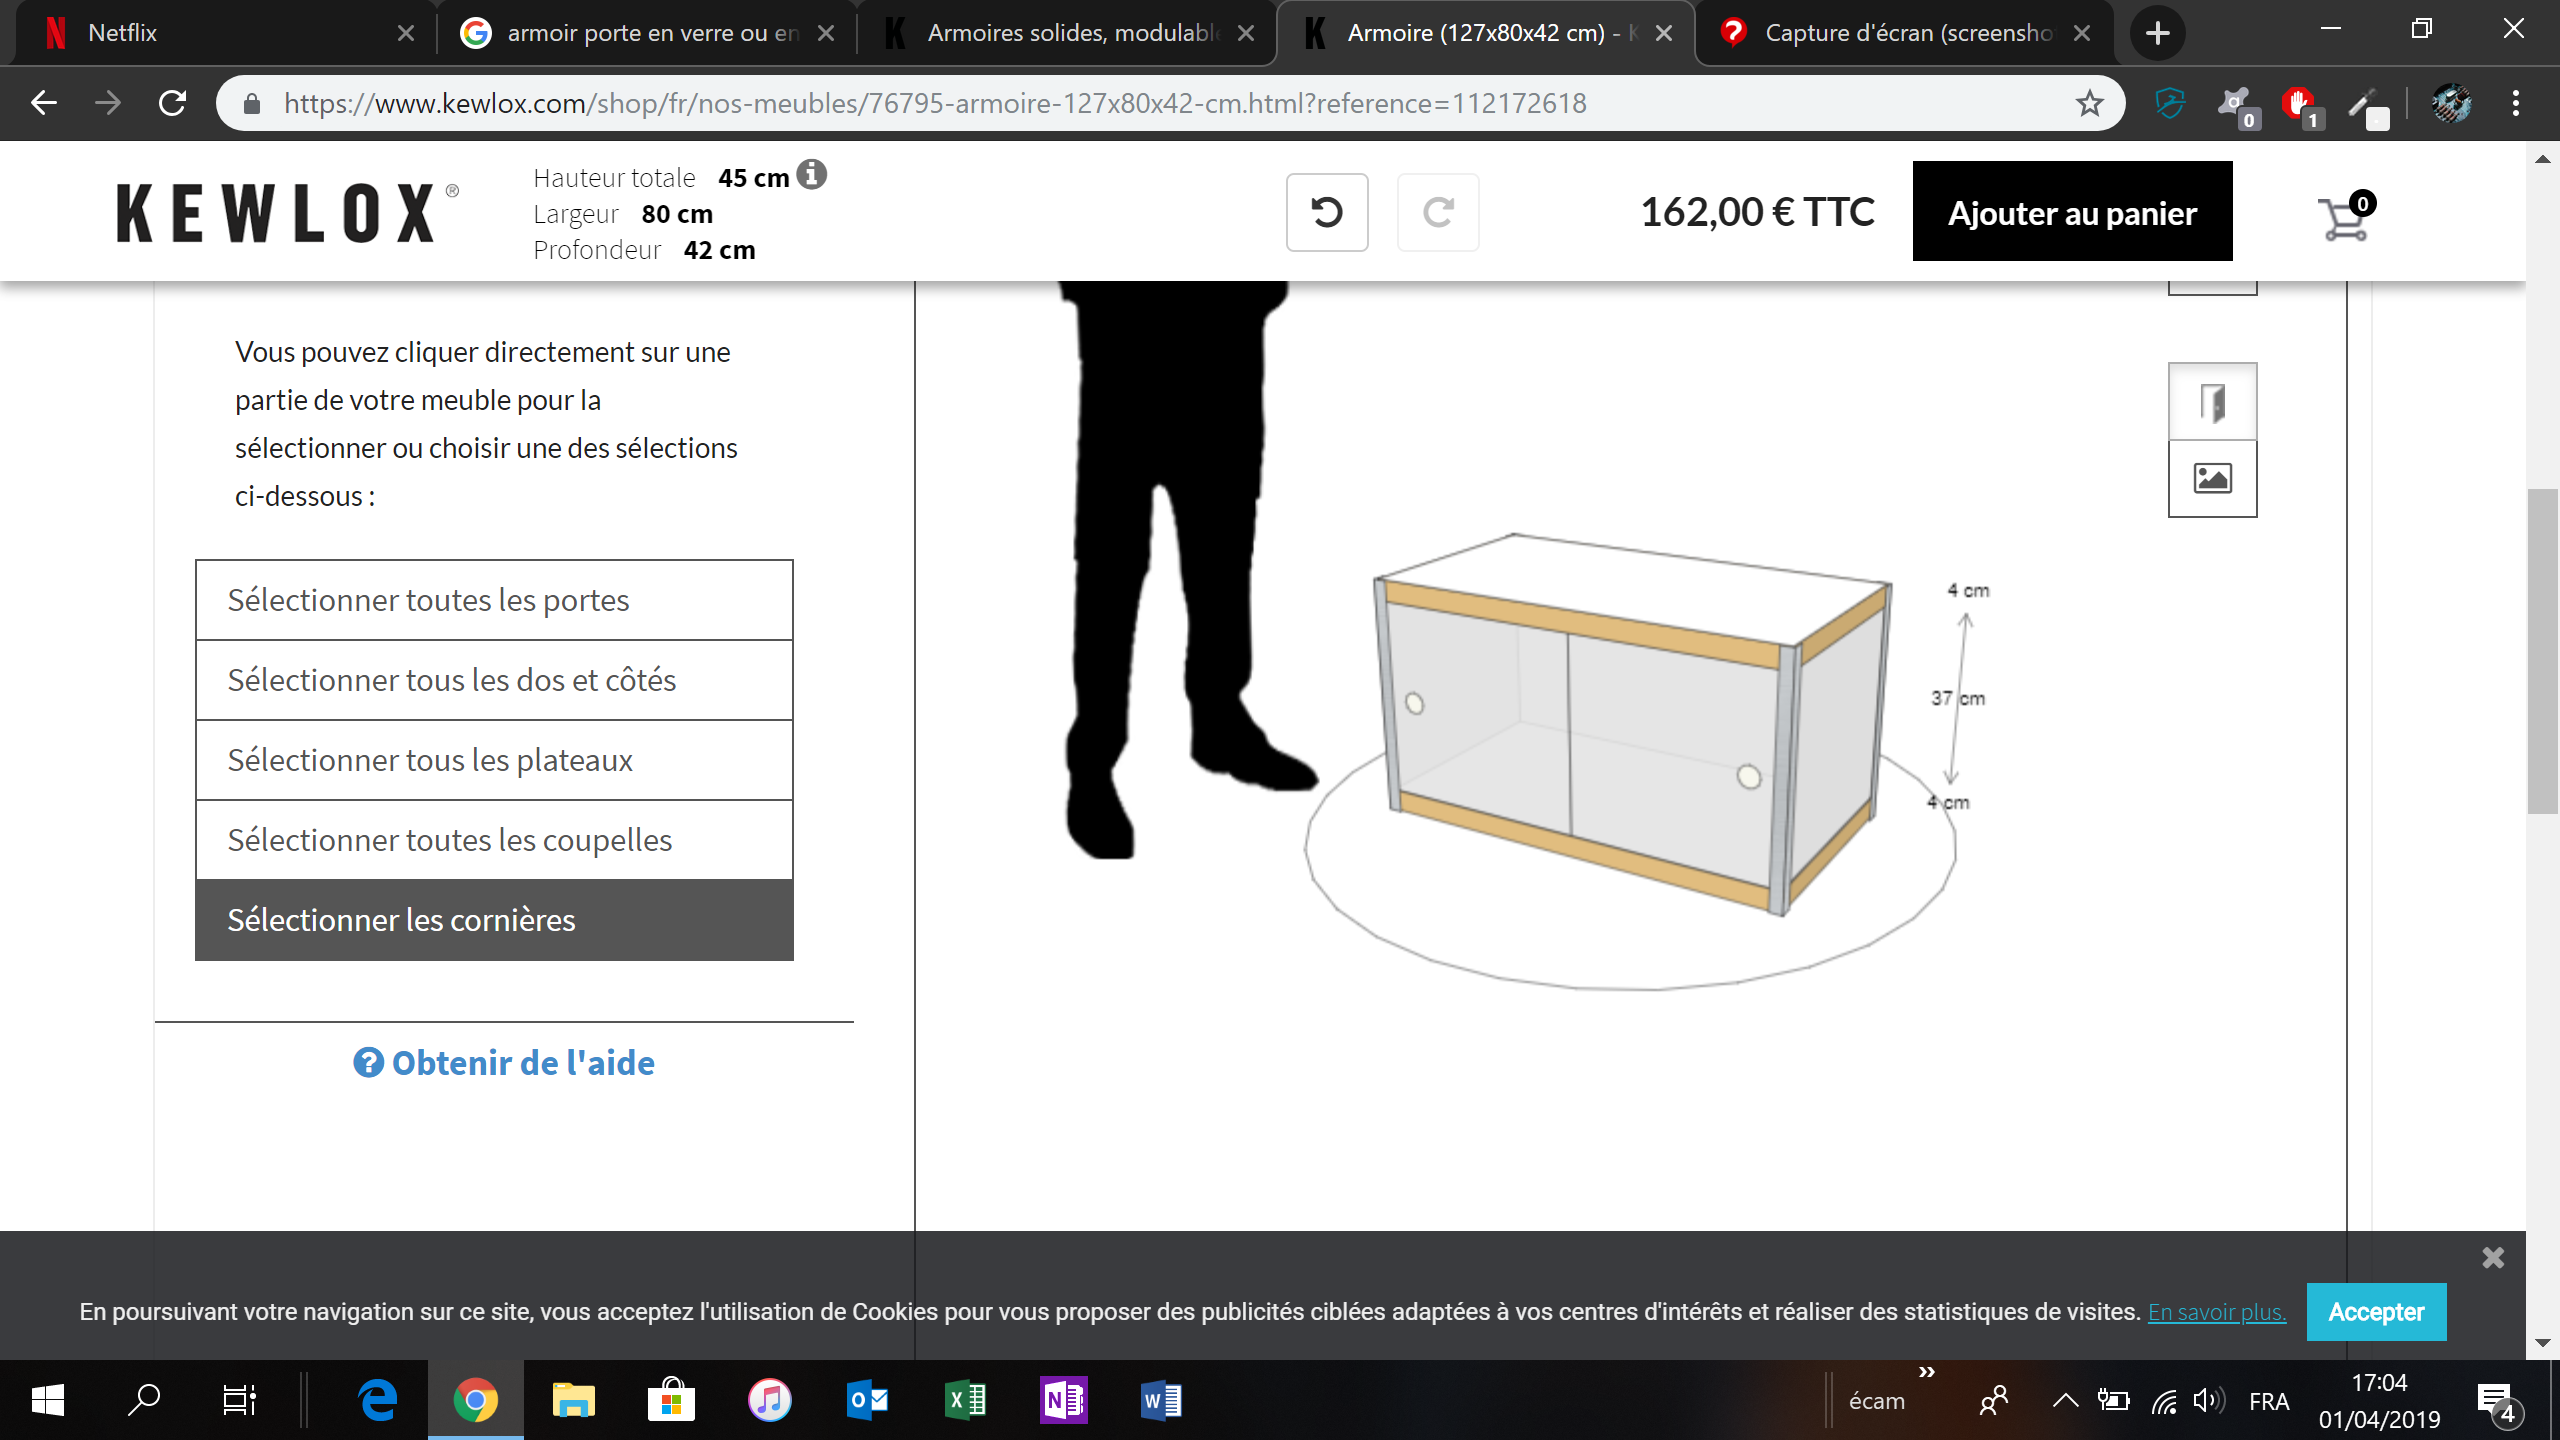 Netflix
armoir porte en verre ou en
Armoires solides, modulable
Armoire (127x80x42 cm) - K
Capture d'écran (screensho
https://www.kewlox.com/shop/fr/nos-meubles/76795-armoire-127x80x42-cm.html?reference=112172618
0
1
KEWLOX®
Hauteur totale 45 cm
Largeur 80 cm
Profondeur 42 cm
162,00 € TTC
Ajouter au panier
0
Vous pouvez cliquer directement sur une
partie de votre meuble pour la
sélectionner ou choisir une des sélections
ci-dessous :
Sélectionner toutes les portes
Sélectionner tous les dos et côtés
Sélectionner tous les plateaux
Sélectionner toutes les coupelles
Sélectionner les cornières
Obtenir de l'aide
4 cm
37 cm
4 cm
En poursuivant votre navigation sur ce site, vous acceptez l'utilisation de Cookies pour vous proposer des publicités ciblées adaptées à vos centres d'intérêts et réaliser des statistiques de visites. En savoir plus.
Accepter
écam
FRA
17:04
01/04/2019
4